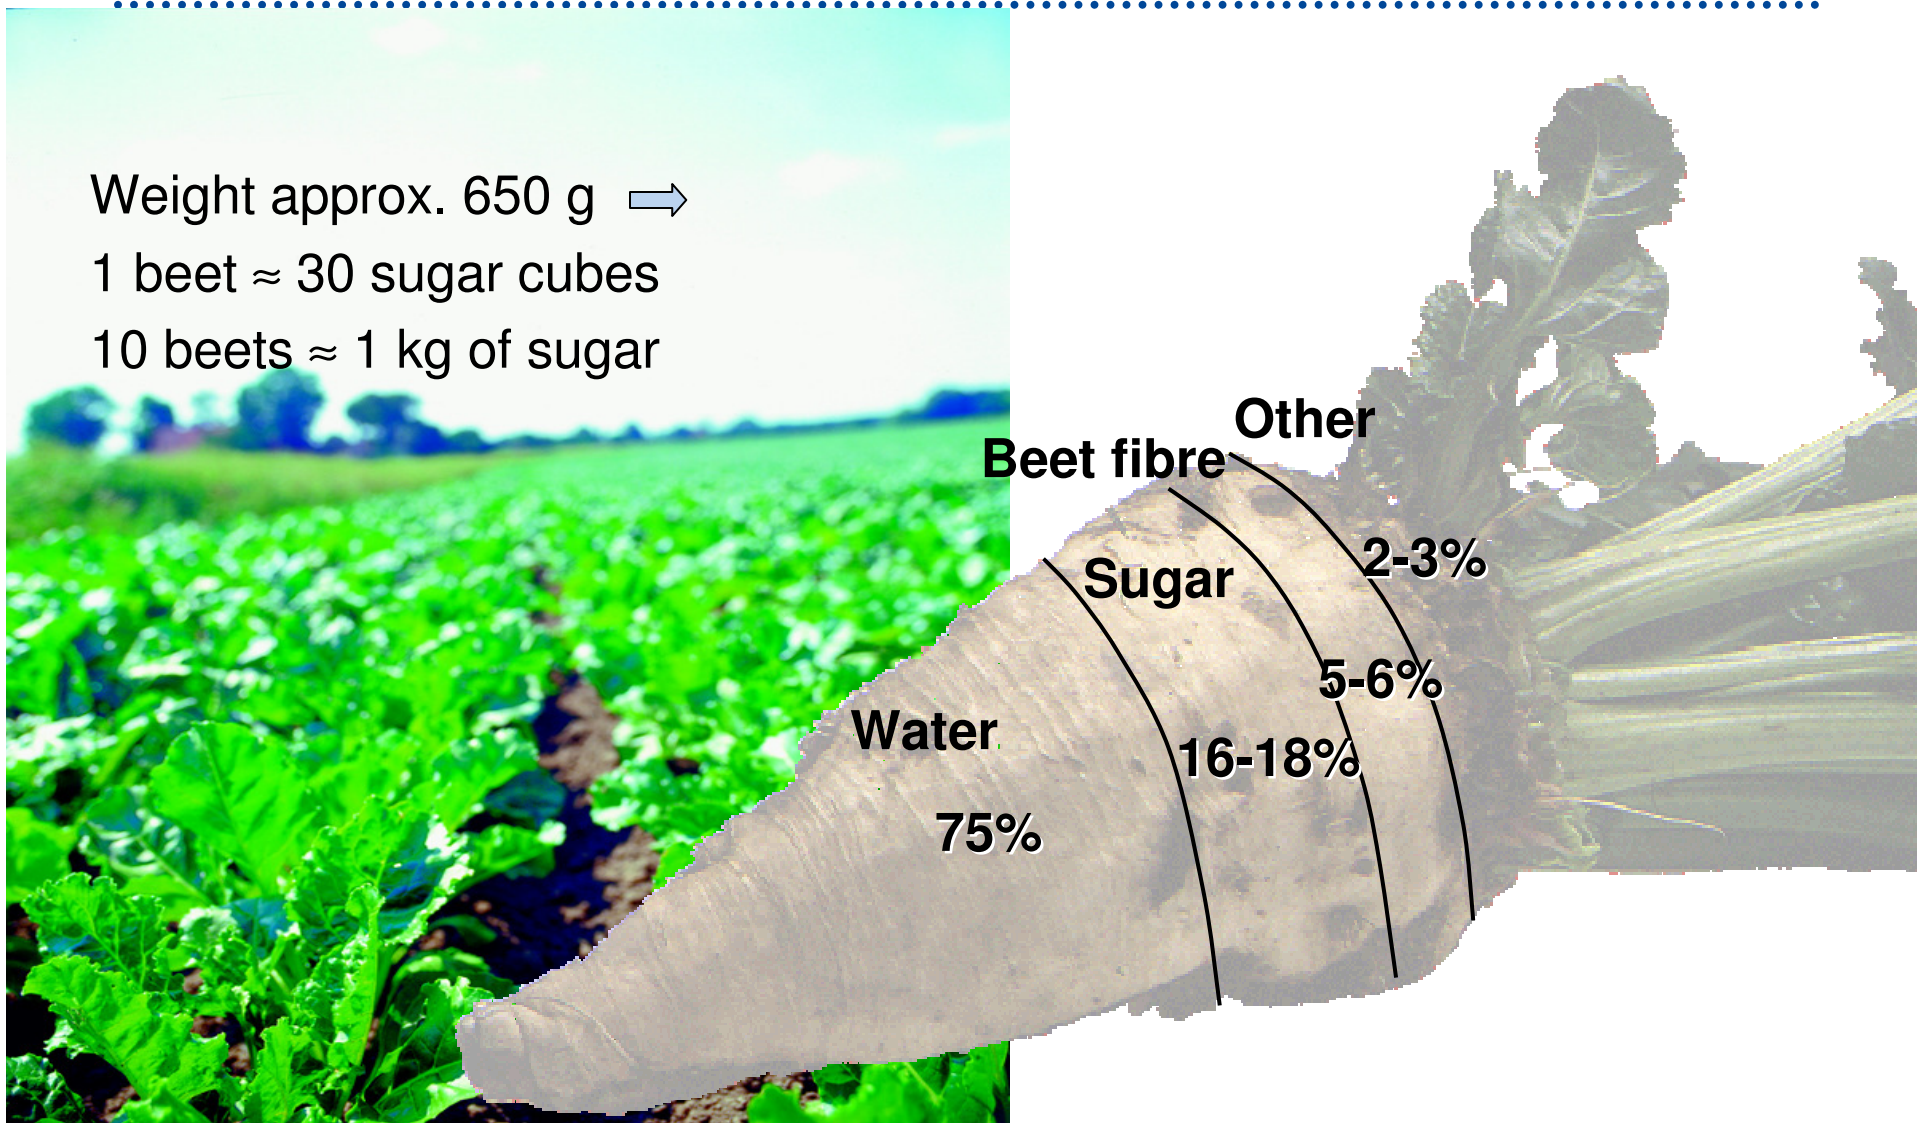 Weight approx. 650 g
1 beet ≈ 30 sugar cubes
10 beets ≈ 1 kg of sugar
Other
Beet fibre
2-3%
Sugar
5-6%
Water
16-18%
75%